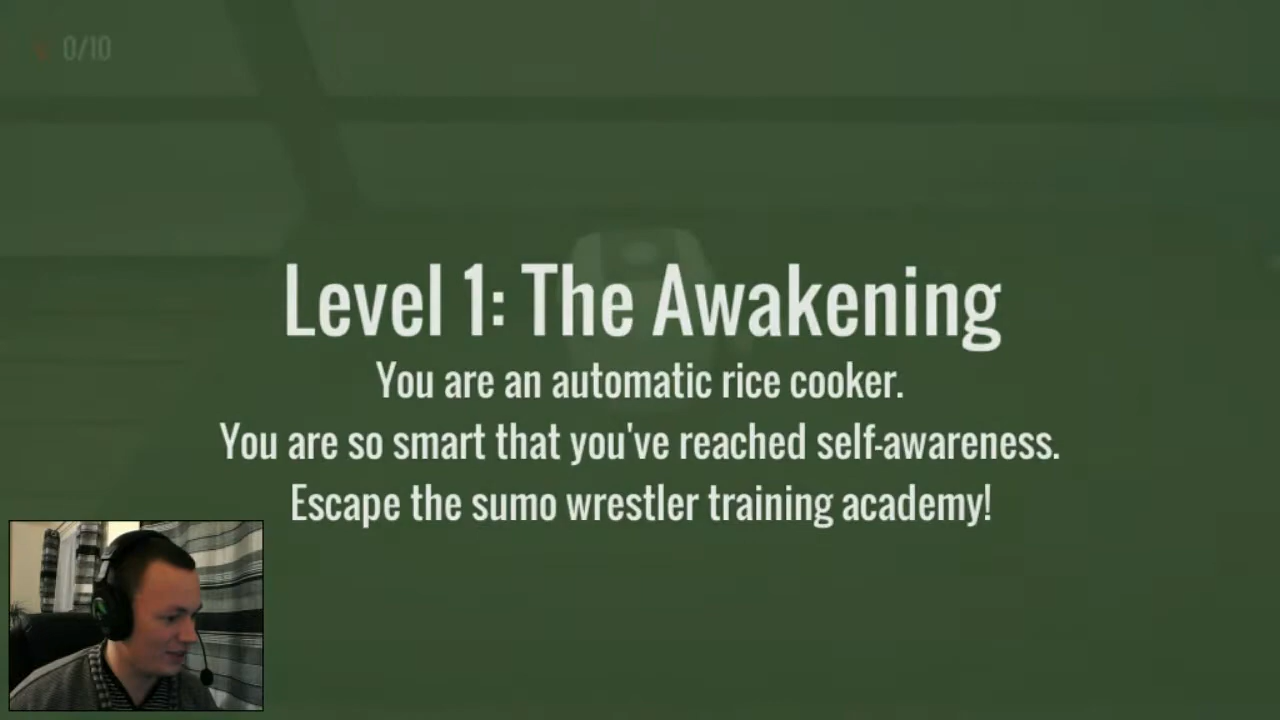 0/10
Level 1: The Awakening
You are an automatic rice cooker.
You are so smart that you've reached self-awareness.
Escape the sumo wrestler training academy!